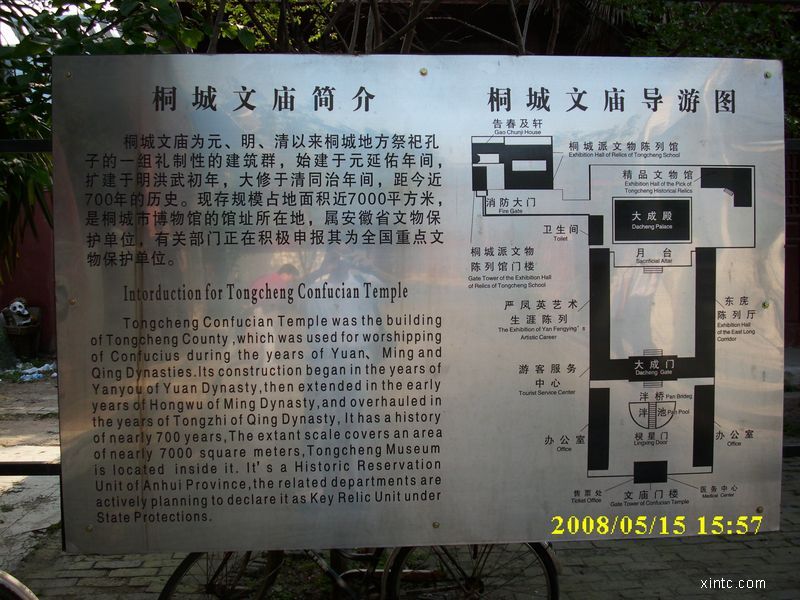 桐城文庙简介
桐城文庙为元、明、清以来桐城地方祭祀孔
子的一组礼制性的建筑群，始建于元延佑年间，
扩建于明洪武初年，大修于清同治年间，距今近
700年的历史。现存规模占地面积近7000平方米，
是桐城市博物馆的馆址所在地，属安徽省文物保
护单位，有关部门正在积极申报其为全国重点文
物保护单位。
Intorduction for Tongcheng Confucian Temple
Tongcheng Confucian Temple was the building
of Tongcheng County ,which was used for worshipping
of Confucius during the years of Yuan、Ming and
Qing Dynasties.Its construction began in the years of
Yanyou of Yuan Dynasty,then extended in the early
years of Hongwu of Ming Dynasty,and overhauled in
the years of Tongzhi of Qing Dynasty, It has a history
of nearly 700 years,The extant scale covers an area
of nearly 7000 square meters,Tongcheng Museum
is located inside it. It's a Historic Reservation
Unit of Anhui Province,the related departments are
actively planning to declare it as Key Relic Unit under
State Protections.
桐城文庙导游图
告春及轩
Gao Chunji House
桐城派文物陈列馆
Exhibition Hall of Relics of Tongcheng School
精品文物馆
Exhibition Hall of the Pick of
Tongcheng Historical Relics
消防大门
Fire Gate
大成殿
Dacheng Palace
卫生间
Toilet
月台
Sacrificial Altar
桐城派文物
陈列馆门楼
Gate Tower of the Exhibition Hall
of Relics of Tongcheng School
严凤英艺术
生涯陈列
The Exhibition of Yan Fengying's
Artistic Career
东庑
陈列厅
Exhibition Hall
of the East Long
Corridor
游客服务
中心
Tourist Service Center
大成门
Dacheng Gate
泮桥 Pan Brideg
泮池 Pan Pool
办公室
Office
棂星门
Lingxing Door
办公室
Office
售票处
Ticket Office
文庙门楼
Gate Tower of Confucian Temple
医务中心
Medical Center
2008/05/15 15:57
xintc.com